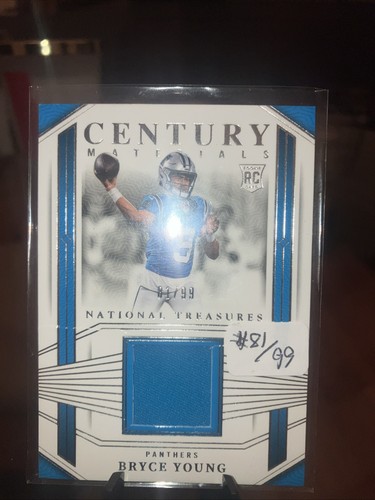 CENTURY
MATERIALS
RC
81/99
NATIONAL TREASURES
#81/99
PANTHERS
BRYCE YOUNG